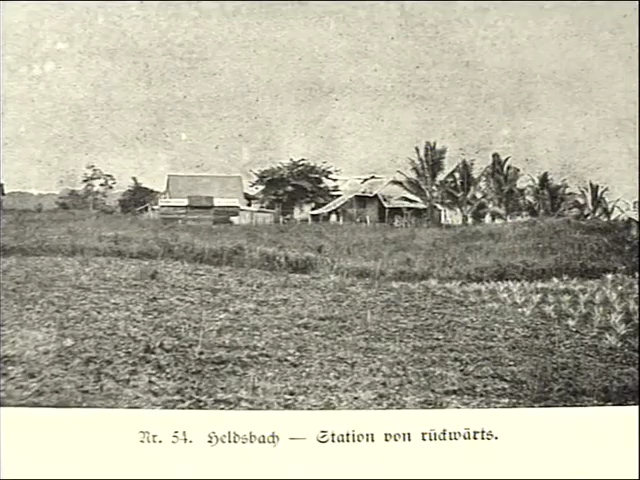 Nr. 54. Heldsbach — Station von rückwärts.